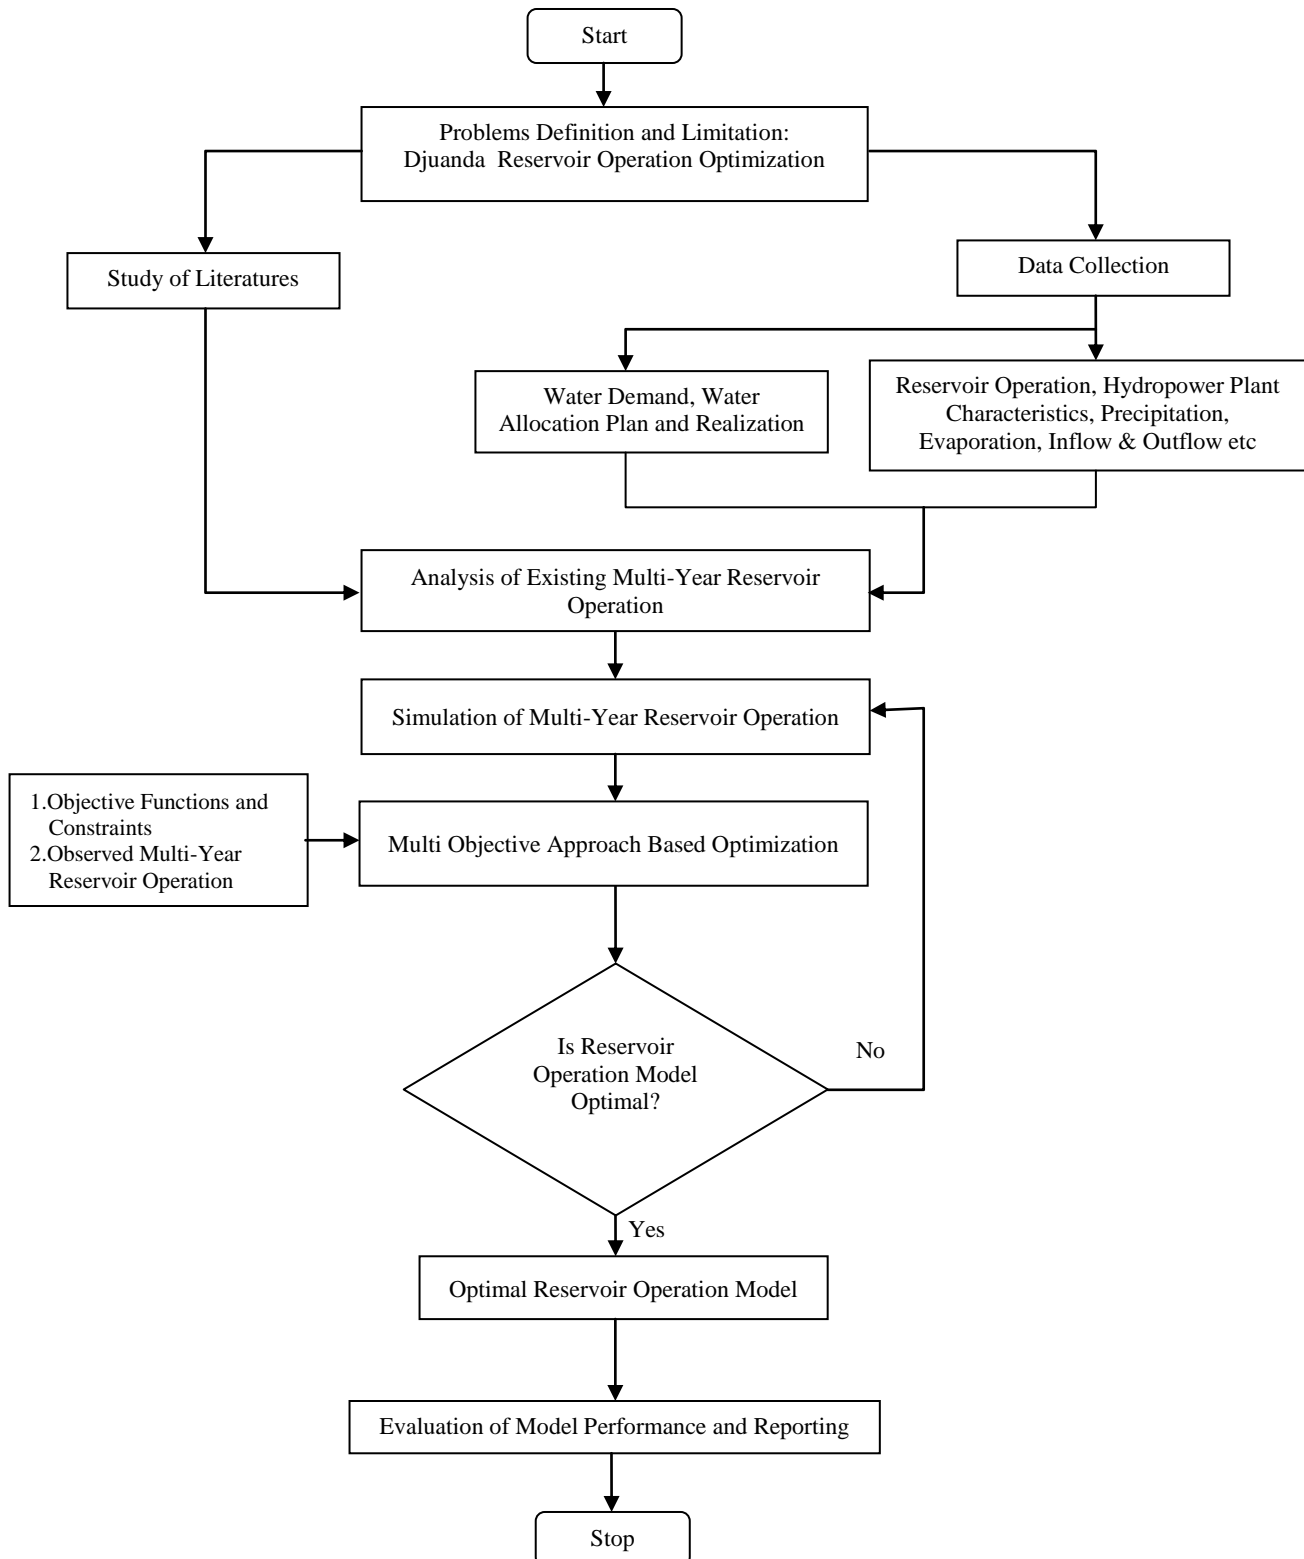 Start
Problems Definition and Limitation:
Djuanda Reservoir Operation Optimization
Study of Literatures
Data Collection
Water Demand, Water
Allocation Plan and Realization
Reservoir Operation, Hydropower Plant
Characteristics, Precipitation,
Evaporation, Inflow & Outflow etc
Analysis of Existing Multi-Year Reservoir
Operation
Simulation of Multi-Year Reservoir Operation
1.Objective Functions and
Constraints
2.Observed Multi-Year
Reservoir Operation
Multi Objective Approach Based Optimization
Is Reservoir
Operation Model
Optimal?
No
Yes
Optimal Reservoir Operation Model
Evaluation of Model Performance and Reporting
Stop